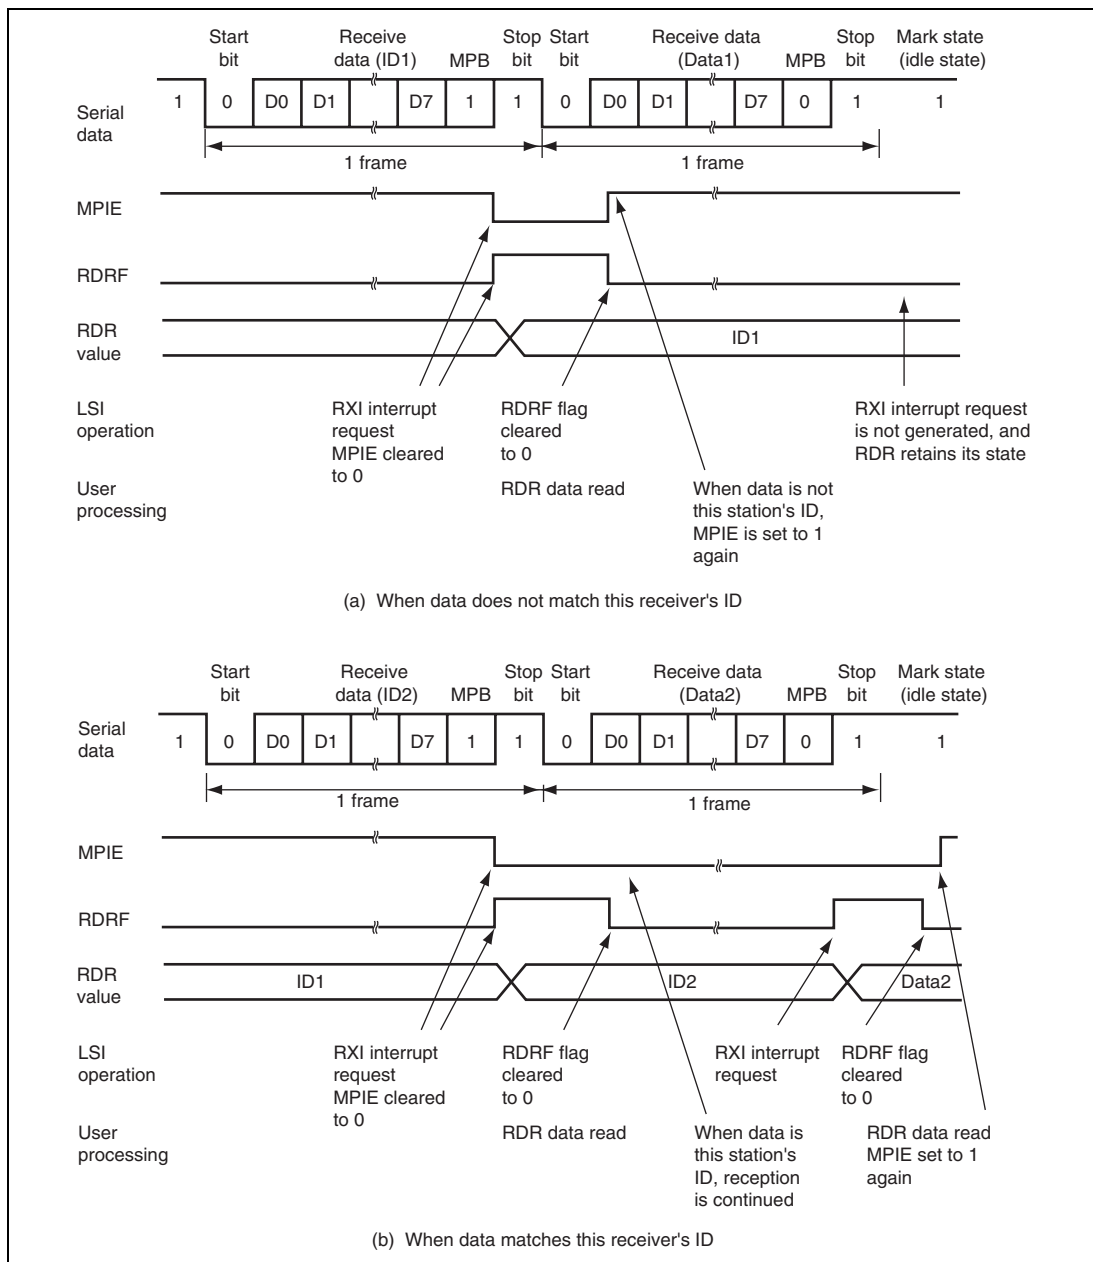 Start bit
Receive data (ID1)
MPB
Stop bit
Start bit
Receive data (Data1)
MPB
Stop bit
Mark state (idle state)
Serial data
1 0 D0 D1 D7 1 1 0 D0 D1 D7 0 1 1
1 frame
1 frame
MPIE
RDRF
RDR value
ID1
LSI operation
RXI interrupt request
MPIE cleared to 0
RDRF flag cleared to 0
RXI interrupt request is not generated, and RDR retains its state
User processing
RDR data read
When data is not this station's ID, MPIE is set to 1 again
(a) When data does not match this receiver's ID
Start bit
Receive data (ID2)
MPB
Stop bit
Start bit
Receive data (Data2)
MPB
Stop bit
Mark state (idle state)
Serial data
1 0 D0 D1 D7 1 1 0 D0 D1 D7 0 1 1
1 frame
1 frame
MPIE
RDRF
RDR value
ID1
ID2
Data2
LSI operation
RXI interrupt request
MPIE cleared to 0
RDRF flag cleared to 0
RXI interrupt request
RDRF flag cleared to 0
User processing
RDR data read
When data is this station's ID, reception is continued
RDR data read
MPIE set to 1 again
(b) When data matches this receiver's ID